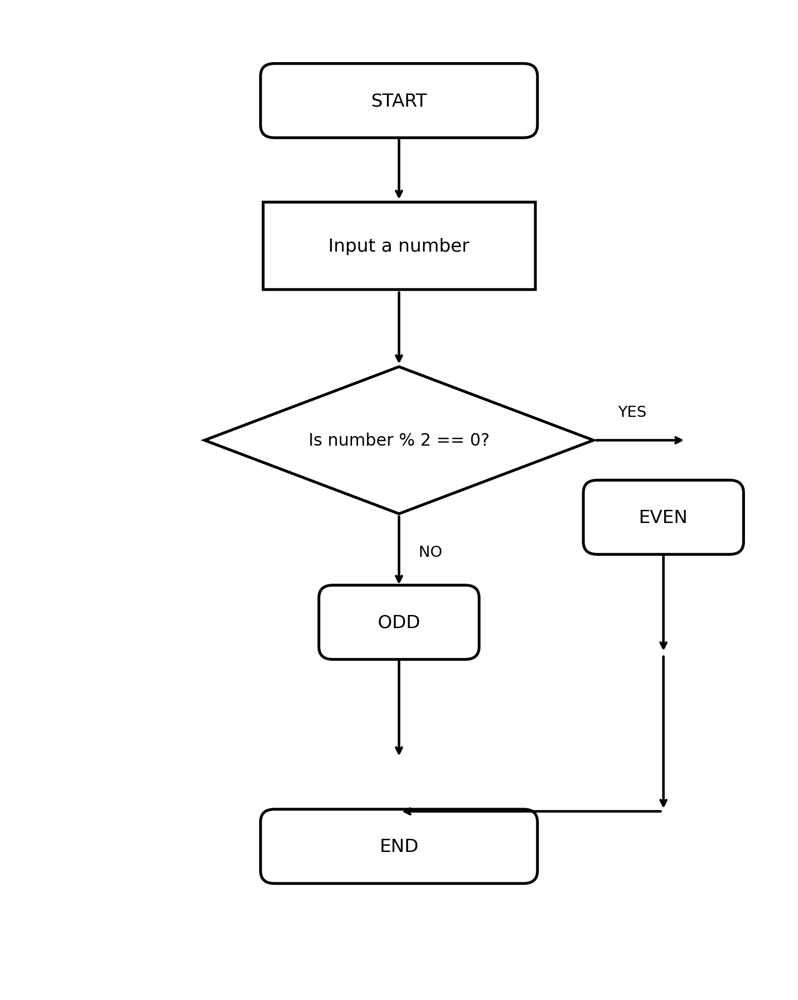 START
Input a number
Is number % 2 == 0?
YES
EVEN
NO
ODD
END